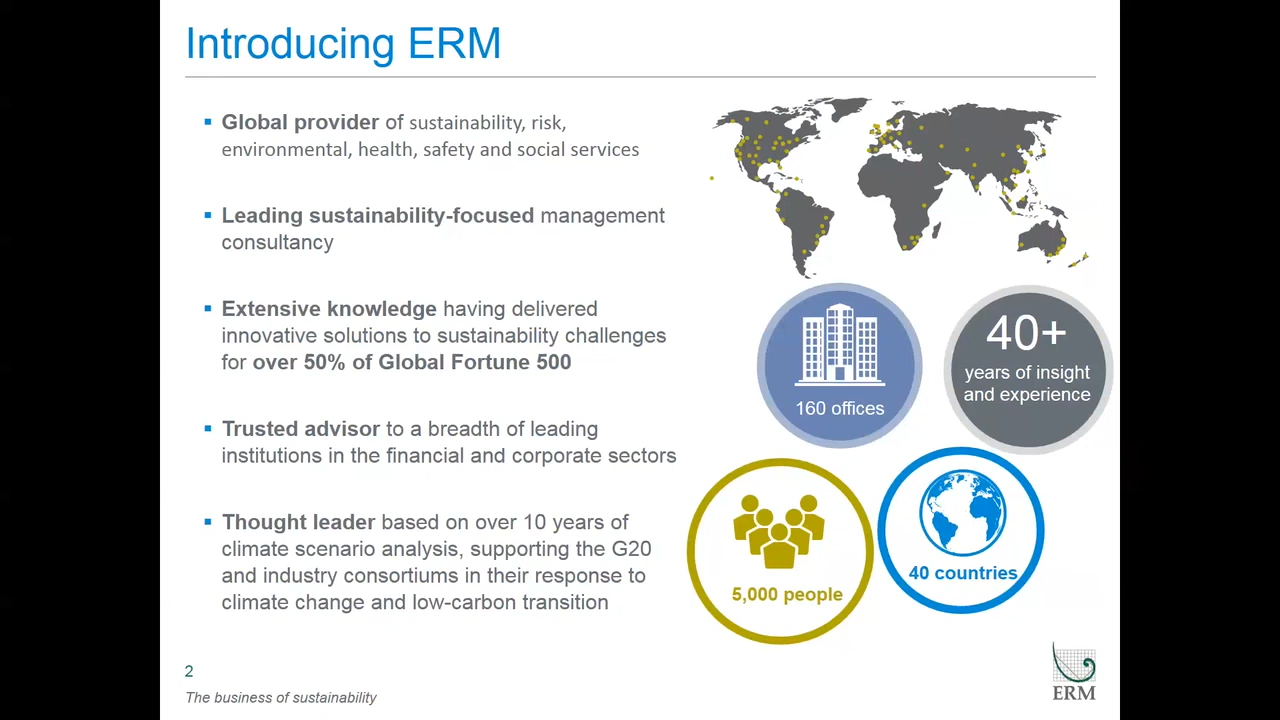 Introducing ERM
▪ Global provider of sustainability, risk,
environmental, health, safety and social services
▪ Leading sustainability-focused management
consultancy
▪ Extensive knowledge having delivered
innovative solutions to sustainability challenges
for over 50% of Global Fortune 500
▪ Trusted advisor to a breadth of leading
institutions in the financial and corporate sectors
▪ Thought leader based on over 10 years of
climate scenario analysis, supporting the G20
and industry consortiums in their response to
climate change and low-carbon transition
160 offices
40+
years of insight
and experience
5,000 people
40 countries
2
The business of sustainability
ERM